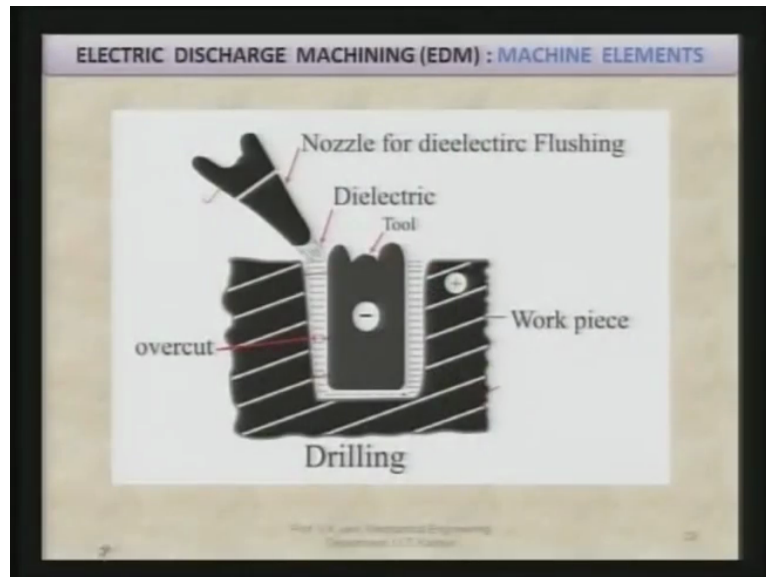 ELECTRIC DISCHARGE MACHINING (EDM) : MACHINE ELEMENTS
Nozzle for dieelectirc Flushing
Dielectric
Tool
+
-
Work piece
overcut
Drilling